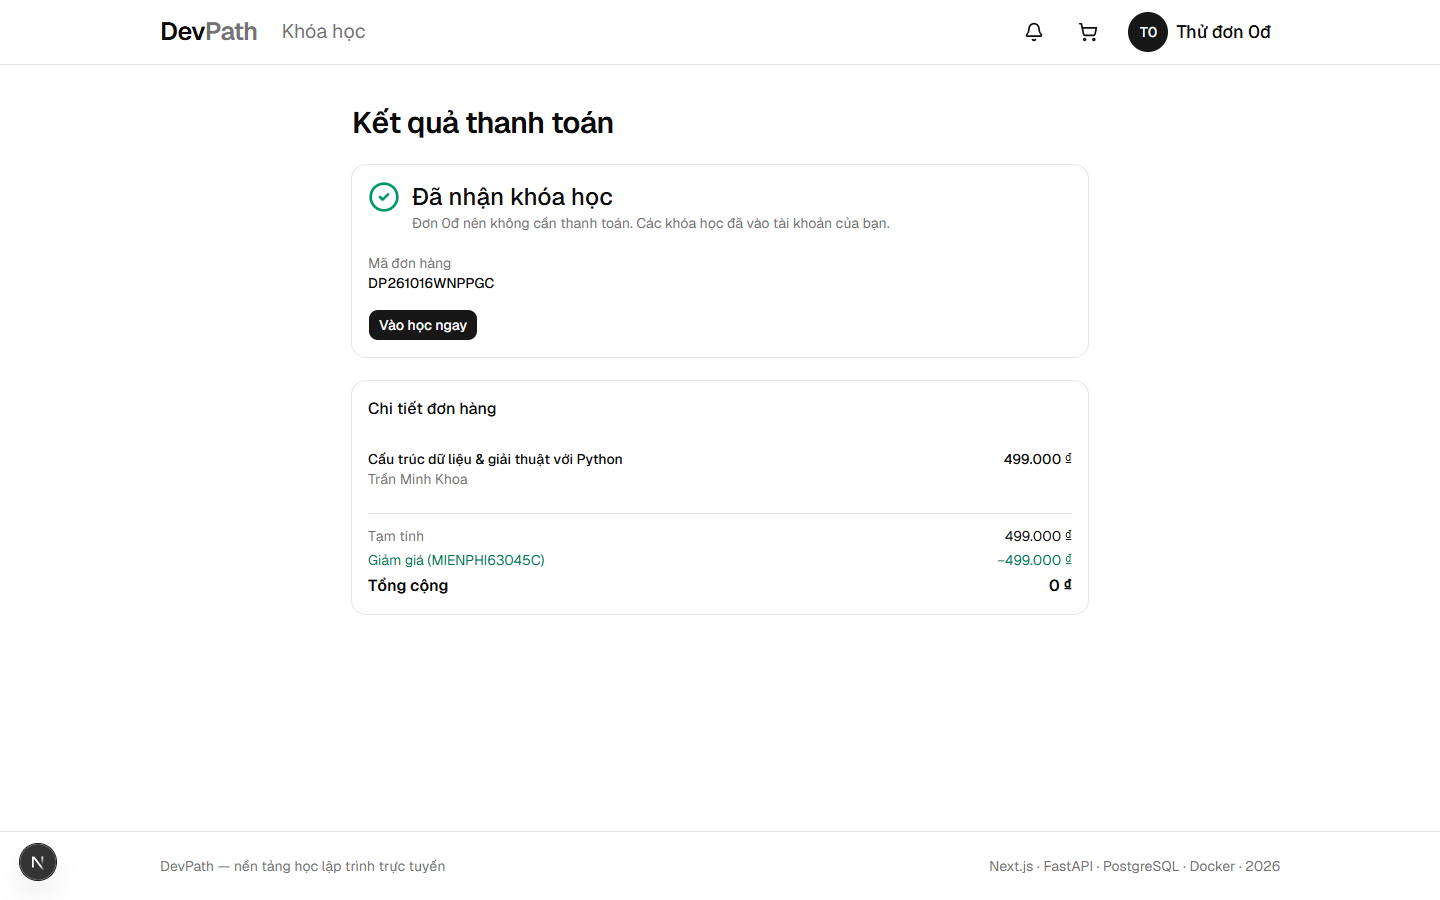 DevPath Khóa học TO Thử đơn 0đ
Kết quả thanh toán
Đã nhận khóa học
Đơn 0đ nên không cần thanh toán. Các khóa học đã vào tài khoản của bạn.
Mã đơn hàng
DP261016WNPPGC
Vào học ngay
Chi tiết đơn hàng
Cấu trúc dữ liệu & giải thuật với Python 499.000 ₫
Trần Minh Khoa
Tạm tính 499.000 ₫
Giảm giá (MIENPHI63045C) −499.000 ₫
Tổng cộng 0 ₫
N
DevPath — nền tảng học lập trình trực tuyến Next.js · FastAPI · PostgreSQL · Docker · 2026